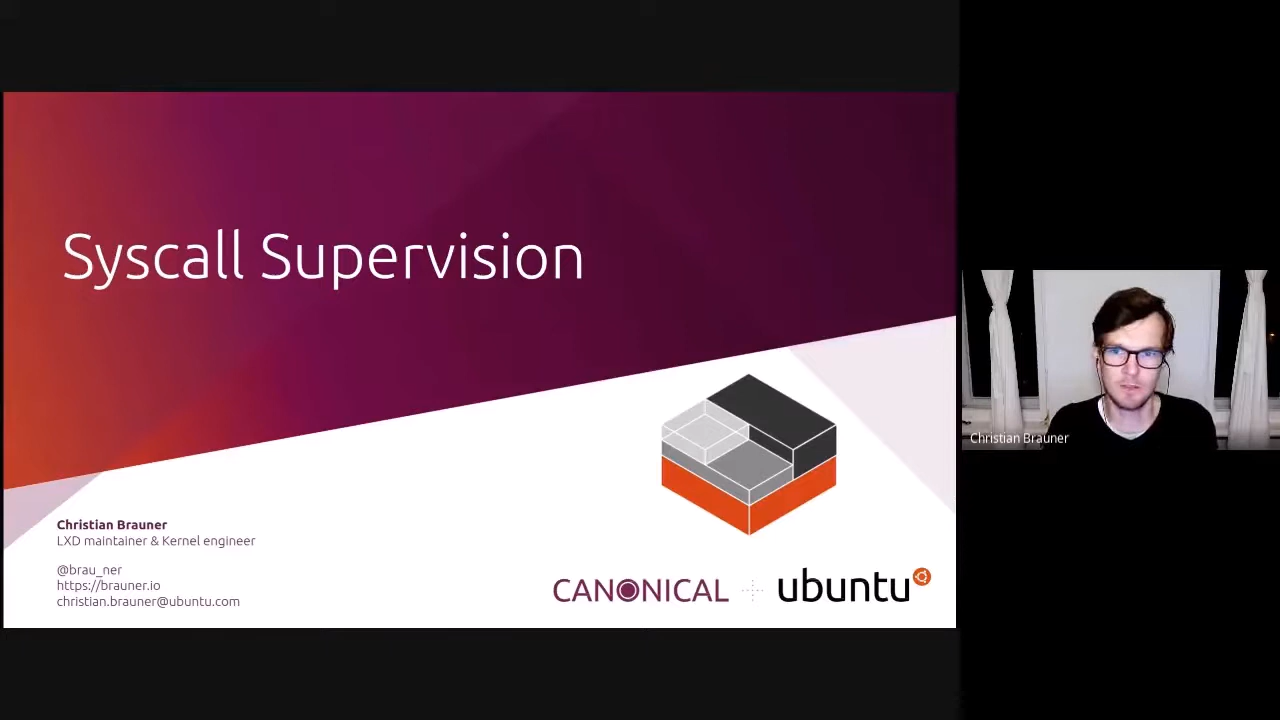 Syscall Supervision
Christian Brauner
LXD maintainer & Kernel engineer
@brau_ner
https://brauner.io
christian.brauner@ubuntu.com
CANONICAL
ubuntu
Christian Brauner